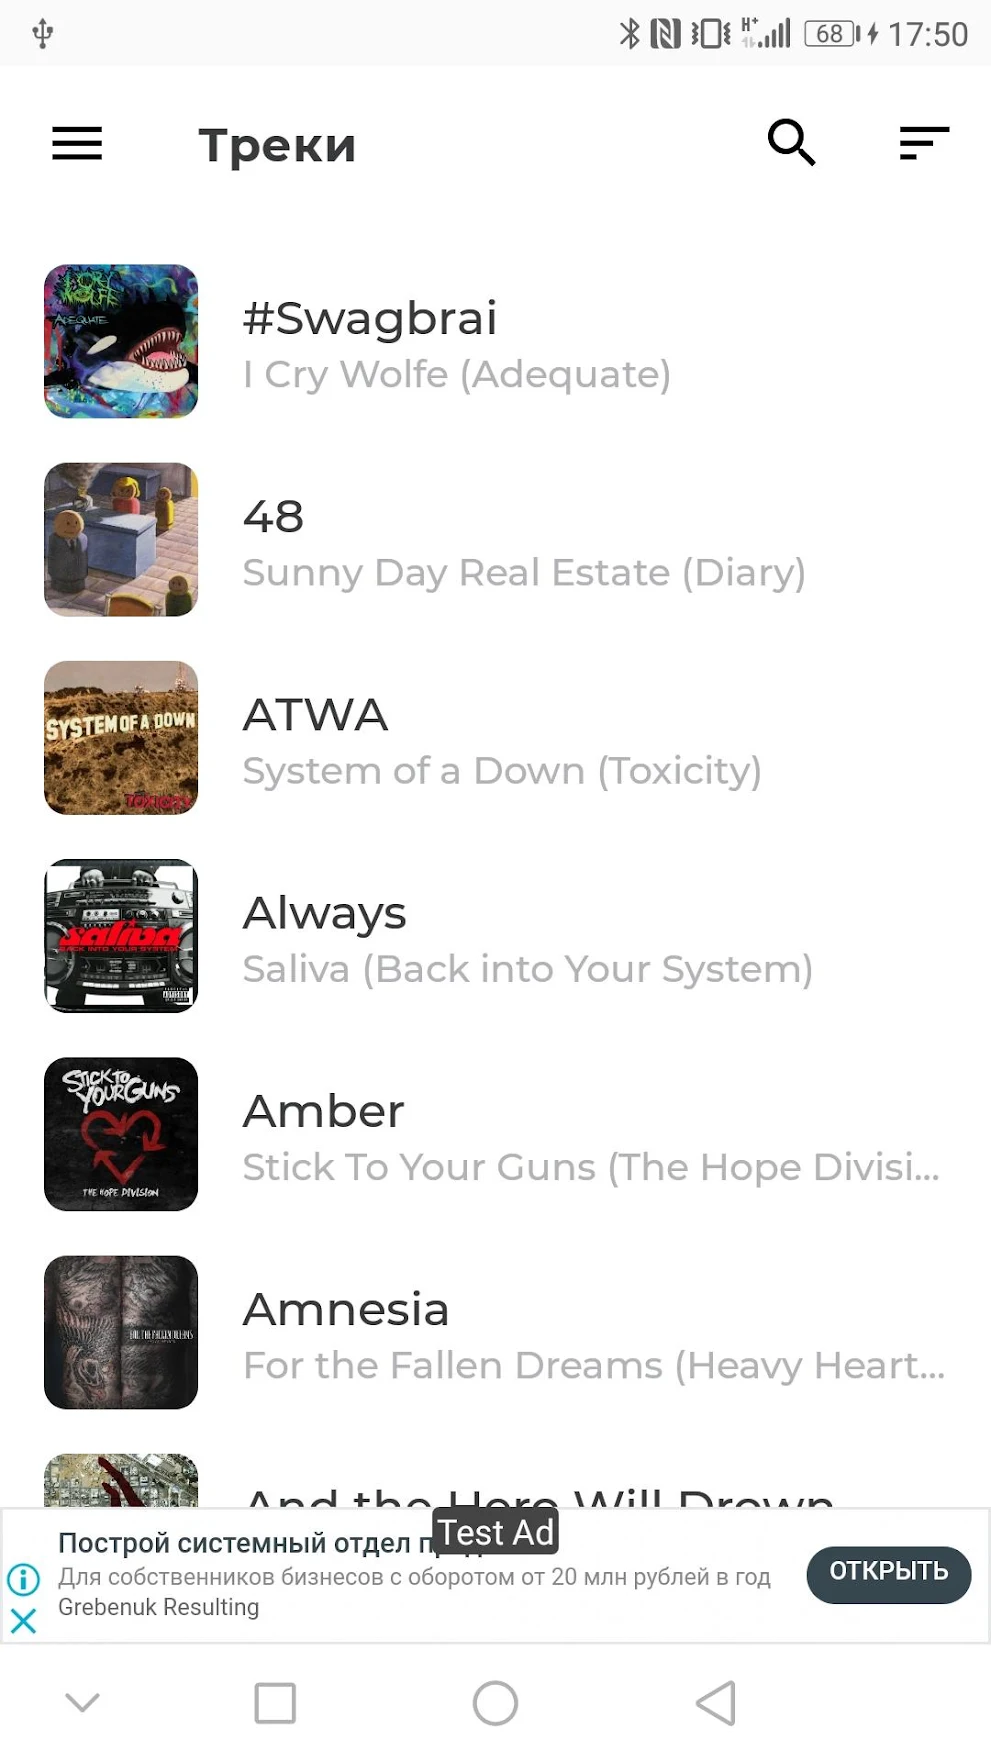 H+
68
17:50
Треки
I CRY
WOLFE
ADEQUATE
#Swagbrai
I Cry Wolfe (Adequate)
48
Sunny Day Real Estate (Diary)
SYSTEM OF A DOWN
TOXICITY
ATWA
System of a Down (Toxicity)
saliva
BACK INTO YOUR SYSTEM
Always
Saliva (Back into Your System)
STICK TO
YOUR GUNS
THE HOPE DIVISION
Amber
Stick To Your Guns (The Hope Divisi...
FOR THE FALLEN DREAMS
Amnesia
For the Fallen Dreams (Heavy Heart...
And the Hero Will Drown
Test Ad
Построй системный отдел
Для собственников бизнесов с оборотом от 20 млн рублей в год
Grebenuk Resulting
ОТКРЫТЬ